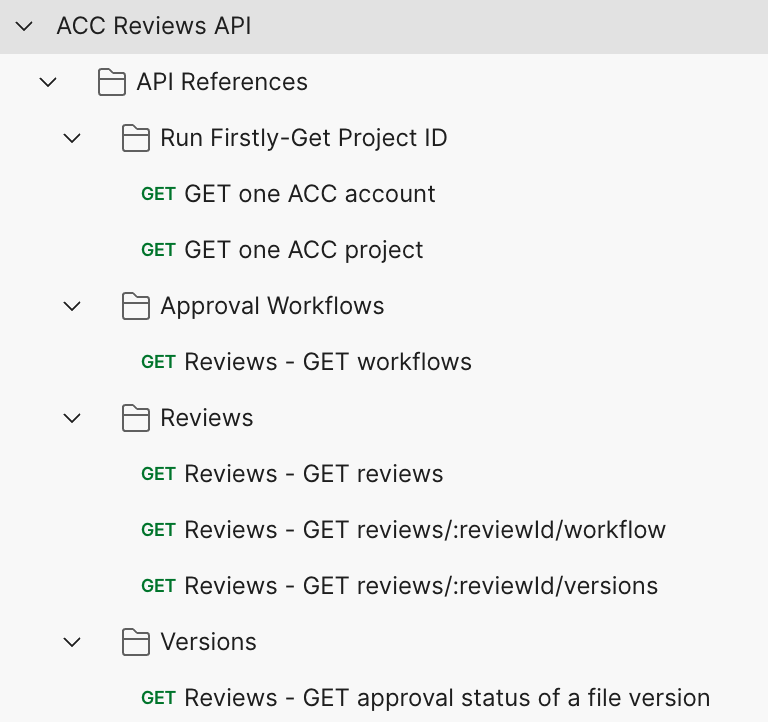 ACC Reviews API
API References
Run Firstly-Get Project ID
GET GET one ACC account
GET GET one ACC project
Approval Workflows
GET Reviews - GET workflows
Reviews
GET Reviews - GET reviews
GET Reviews - GET reviews/:reviewId/workflow
GET Reviews - GET reviews/:reviewId/versions
Versions
GET Reviews - GET approval status of a file version